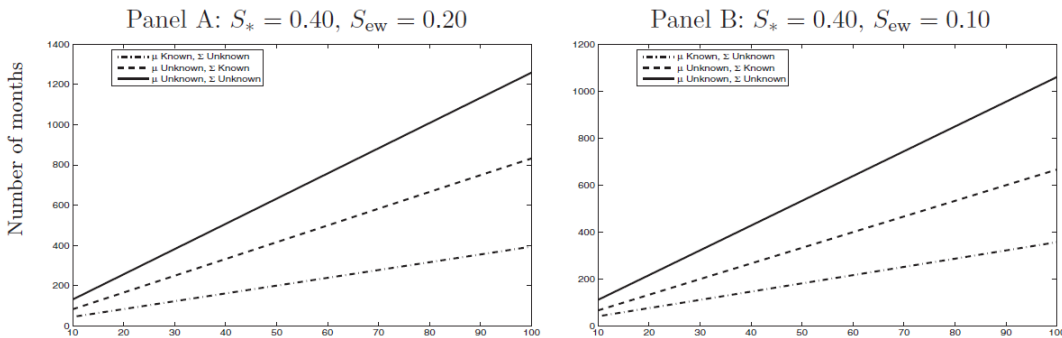 Panel A: S* = 0.40, Sew = 0.20
Number of months
1400
1200
1000
800
600
400
200
0
μ Known, Σ Unknown
μ Unknown, Σ Known
μ Unknown, Σ Unknown
10 20 30 40 50 60 70 80 90 100
Panel B: S* = 0.40, Sew = 0.10
1200
1000
800
600
400
200
0
μ Known, Σ Unknown
μ Unknown, Σ Known
μ Unknown, Σ Unknown
10 20 30 40 50 60 70 80 90 100